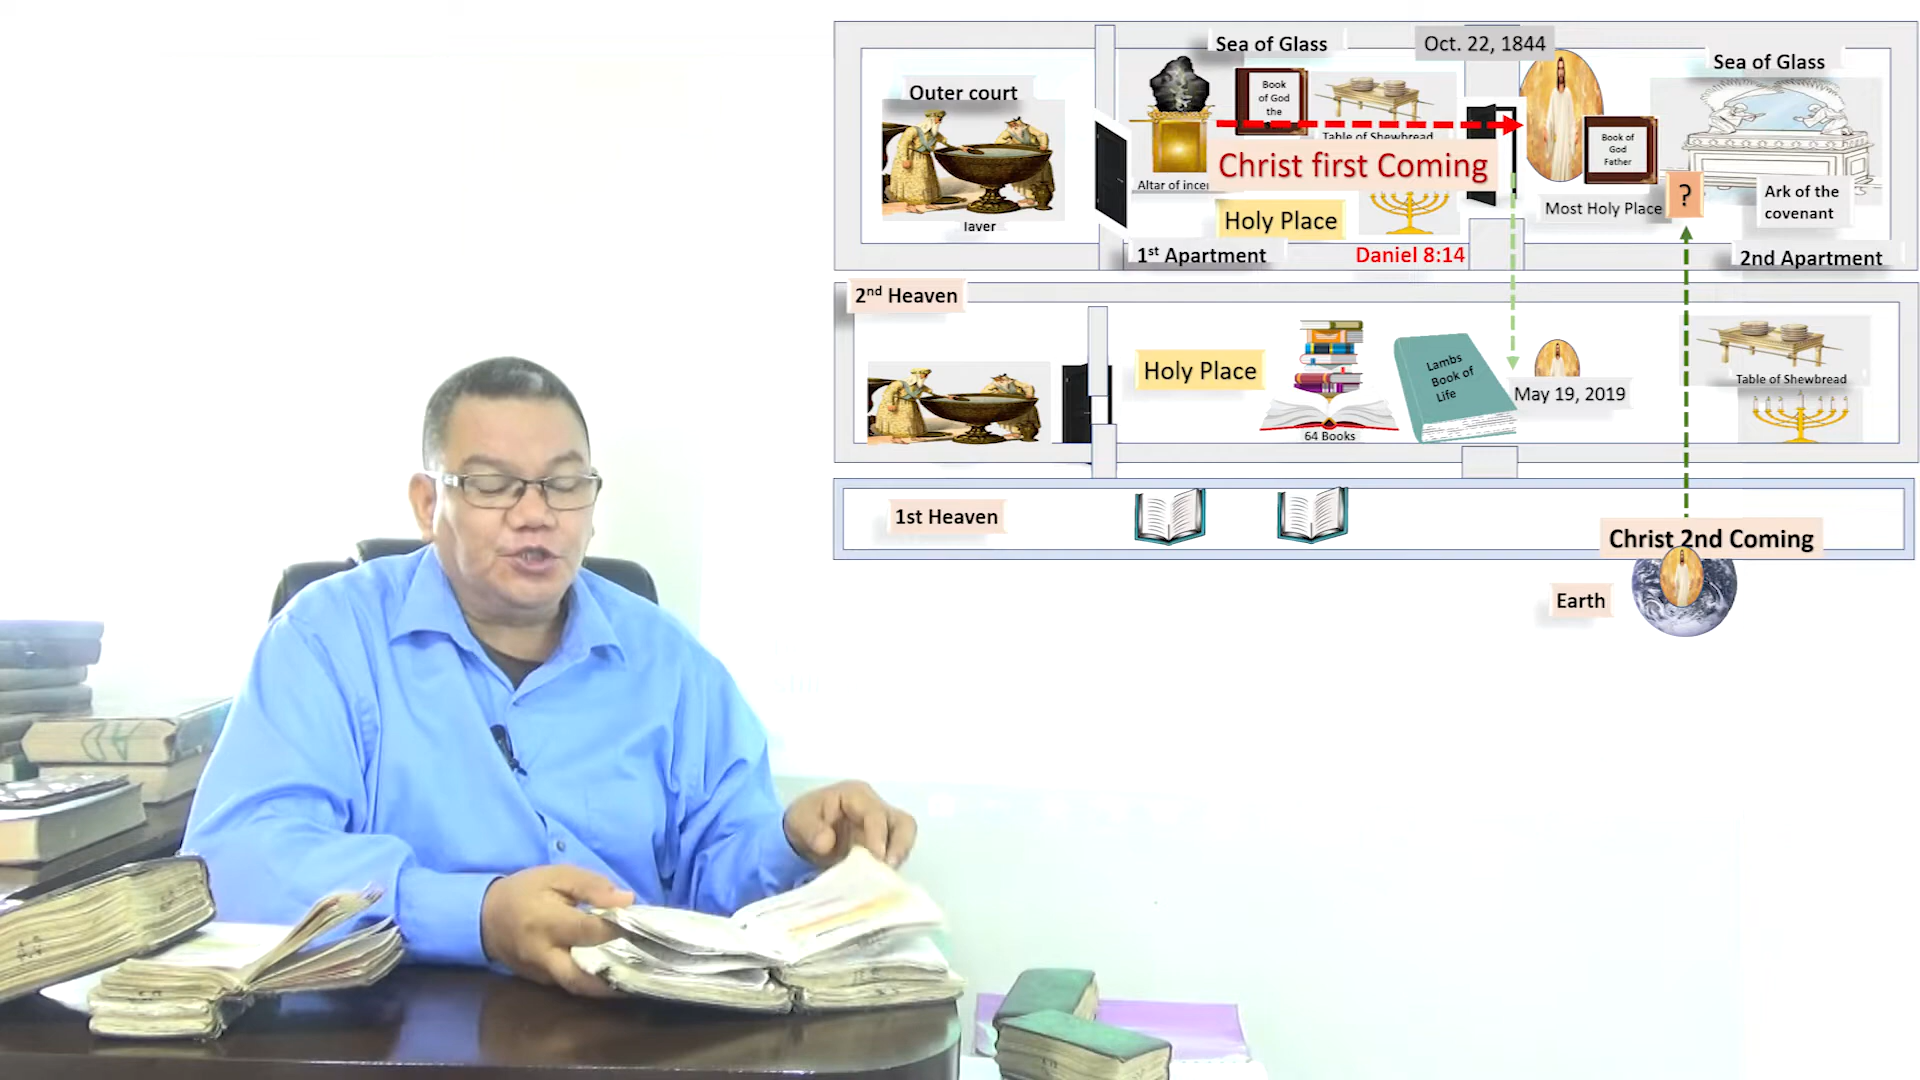 Sea of Glass
Oct. 22, 1844
Sea of Glass
Outer court
Book
of God
the
Table of Shewbread
Book of
God
Father
Christ first Coming
Altar of incen
?
Ark of the
covenant
Most Holy Place
Holy Place
laver
1st Apartment
Daniel 8:14
2nd Apartment
2nd Heaven
Holy Place
Lambs
Book of
Life
Table of Shewbread
May 19, 2019
64 Books
1st Heaven
Christ 2nd Coming
Earth